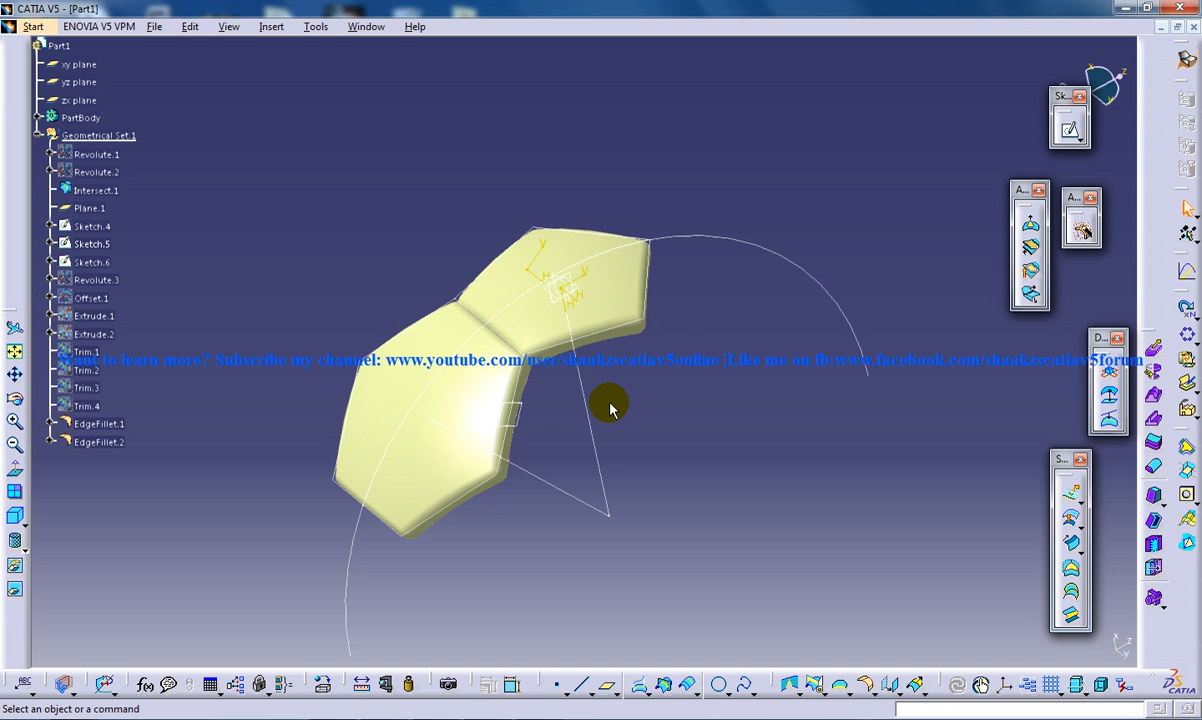 CATIA V5 - [Part1]
Start ENOVIA V5 VPM File Edit View Insert Tools Window Help
Part1
xy plane
yz plane
zx plane
PartBody
Geometrical Set.1
Revolute.1
Revolute.2
Intersect.1
Plane.1
Sketch.4
Sketch.5
Sketch.6
Revolute.3
Offset.1
Extrude.1
Extrude.2
Trim.1
Want to learn more? Subscribe my channel: www.youtube.com/user/shaakzscatiav5online |Like me on fb:www.facebook.com/shaakzscatiav5forum
Trim.2
Trim.3
Trim.4
EdgeFillet.1
EdgeFillet.2
Sk...
A...
A...
D...
S...
Select an object or a command
CATIA